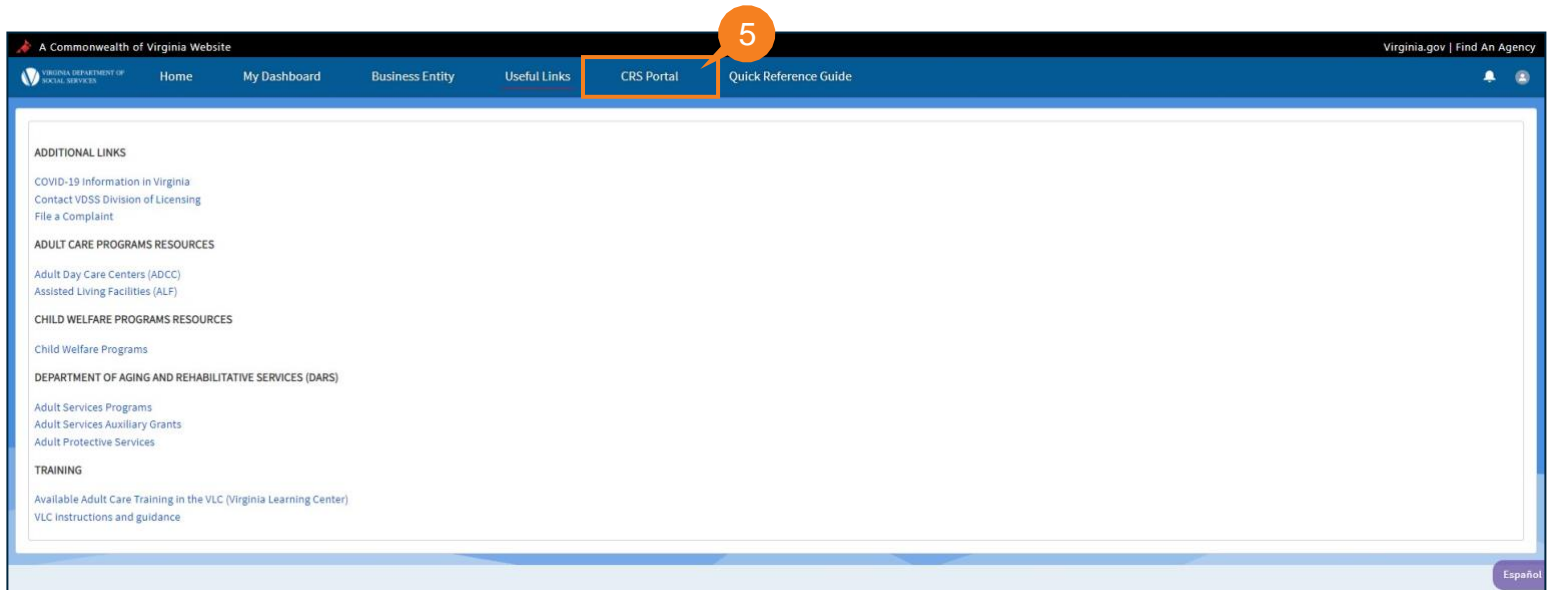 5
A Commonwealth of Virginia Website Virginia.gov | Find An Agency
VIRGINIA DEPARTMENT OF
SOCIAL SERVICES
Home My Dashboard Business Entity Useful Links CRS Portal Quick Reference Guide
ADDITIONAL LINKS
COVID-19 Information in Virginia
Contact VDSS Division of Licensing
File a Complaint
ADULT CARE PROGRAMS RESOURCES
Adult Day Care Centers (ADCC)
Assisted Living Facilities (ALF)
CHILD WELFARE PROGRAMS RESOURCES
Child Welfare Programs
DEPARTMENT OF AGING AND REHABILITATIVE SERVICES (DARS)
Adult Services Programs
Adult Services Auxiliary Grants
Adult Protective Services
TRAINING
Available Adult Care Training in the VLC (Virginia Learning Center)
VLC instructions and guidance
Español